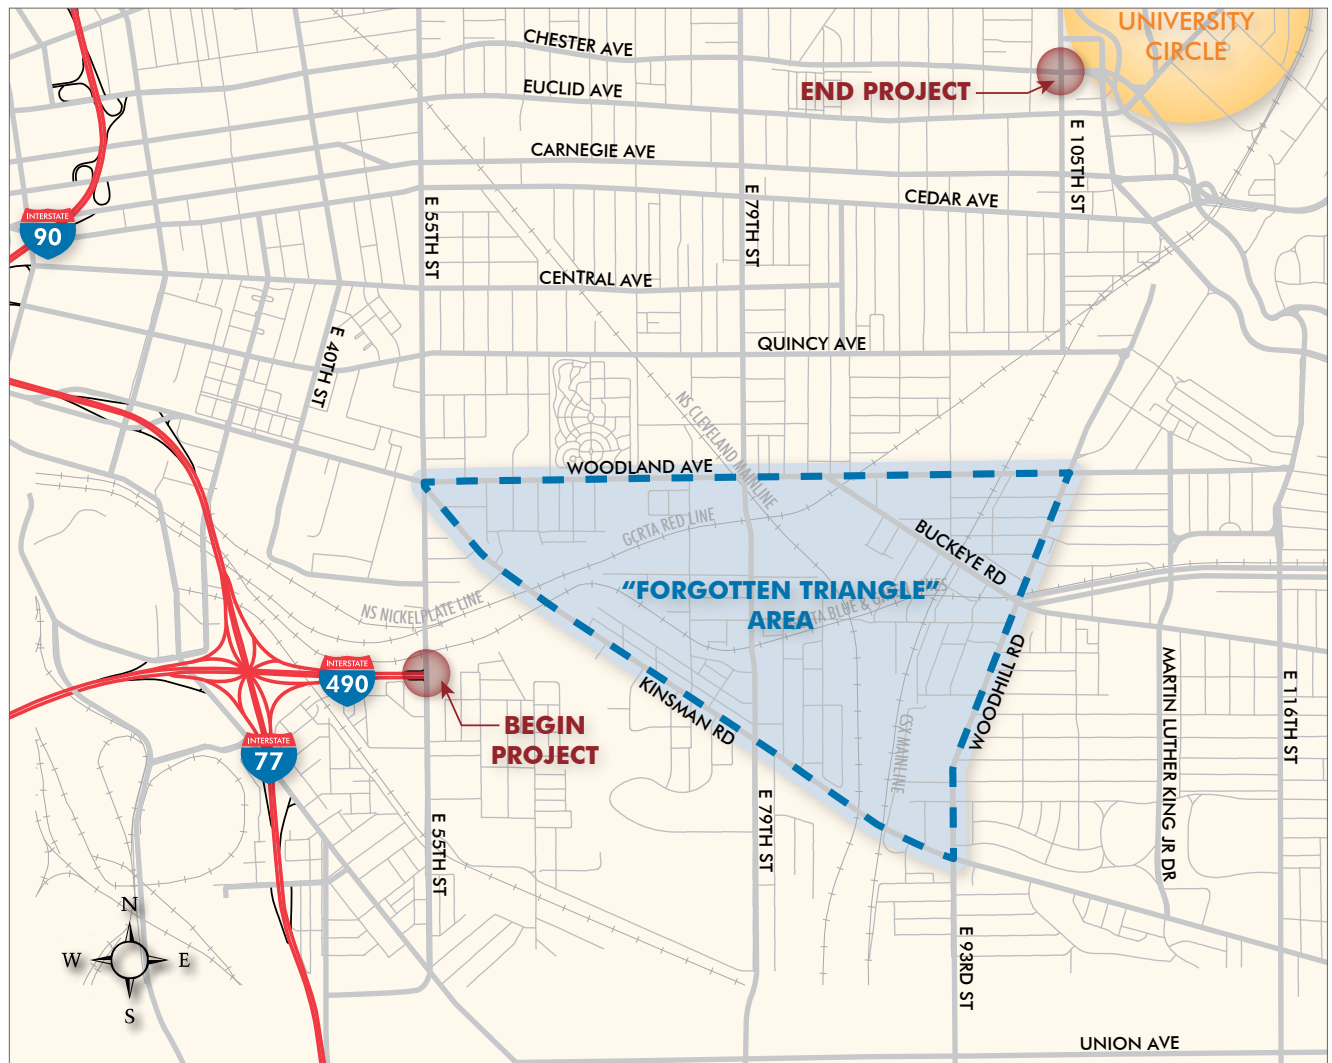 UNIVERSITY
CIRCLE
CHESTER AVE
EUCLID AVE
END PROJECT
CARNEGIE AVE
E 105TH ST
CEDAR AVE
E 55TH ST
E 79TH ST
INTERSTATE
90
CENTRAL AVE
QUINCY AVE
E 40TH ST
NS CLEVELAND MAINLINE
WOODLAND AVE
GCRTA RED LINE
BUCKEYE RD
"FORGOTTEN TRIANGLE"
AREA
NS NICKELPLATE LINE
INTERSTATE
490
KINSMAN RD
WOODHILL RD
MARTIN LUTHER KING JR DR
E 116TH ST
BEGIN
PROJECT
INTERSTATE
77
CSX MAINLINE
E 55TH ST
E 79TH ST
N
W
E
S
E 93RD ST
UNION AVE